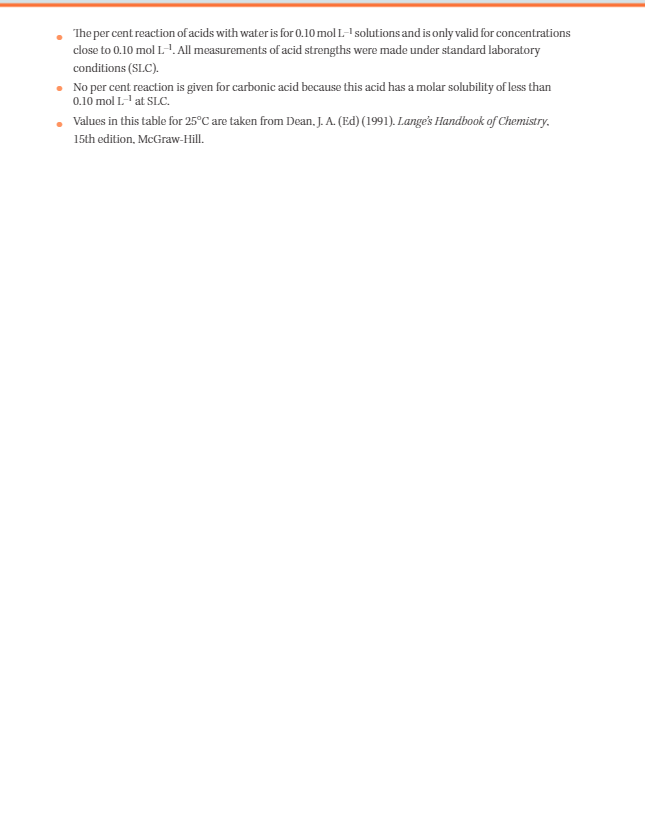 • The per cent reaction of acids with water is for 0.10 mol L⁻¹ solutions and is only valid for concentrations
close to 0.10 mol L⁻¹. All measurements of acid strengths were made under standard laboratory
conditions (SLC).
• No per cent reaction is given for carbonic acid because this acid has a molar solubility of less than
0.10 mol L⁻¹ at SLC.
• Values in this table for 25°C are taken from Dean, J. A. (Ed) (1991). Lange's Handbook of Chemistry,
15th edition, McGraw-Hill.